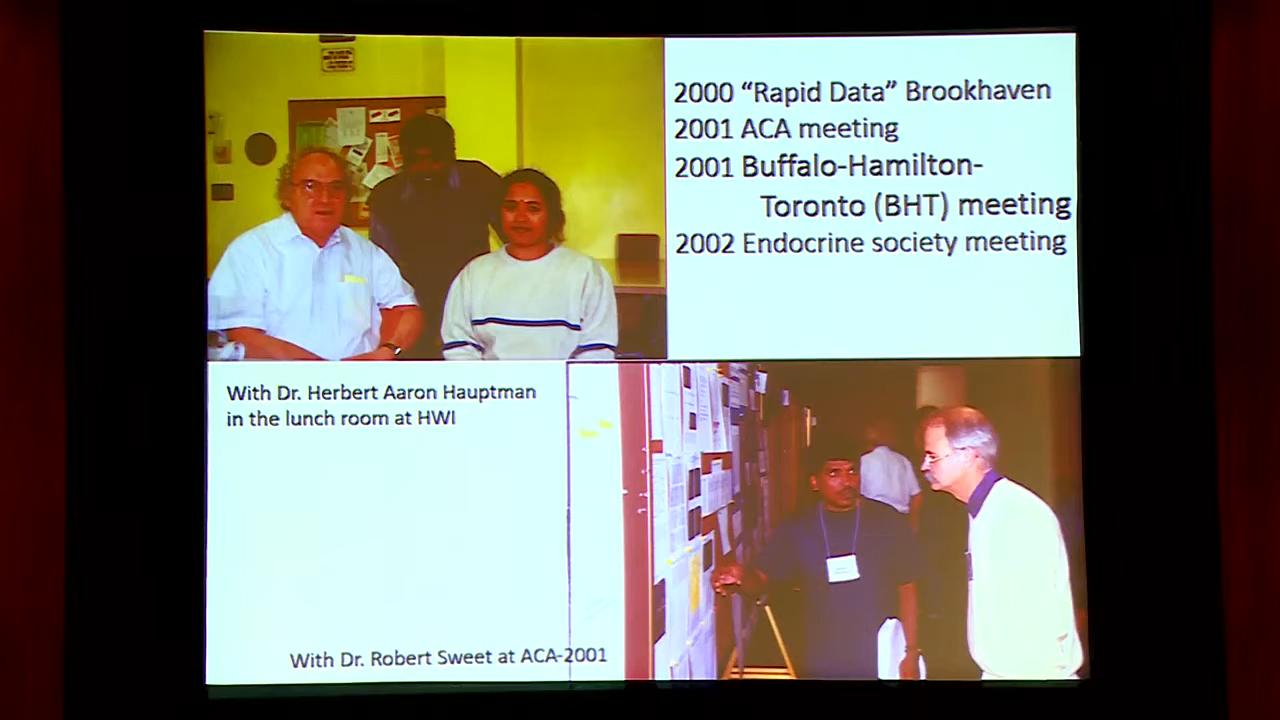 2000 “Rapid Data” Brookhaven
2001 ACA meeting
2001 Buffalo-Hamilton-
Toronto (BHT) meeting
2002 Endocrine society meeting
With Dr. Herbert Aaron Hauptman
in the lunch room at HWI
With Dr. Robert Sweet at ACA-2001